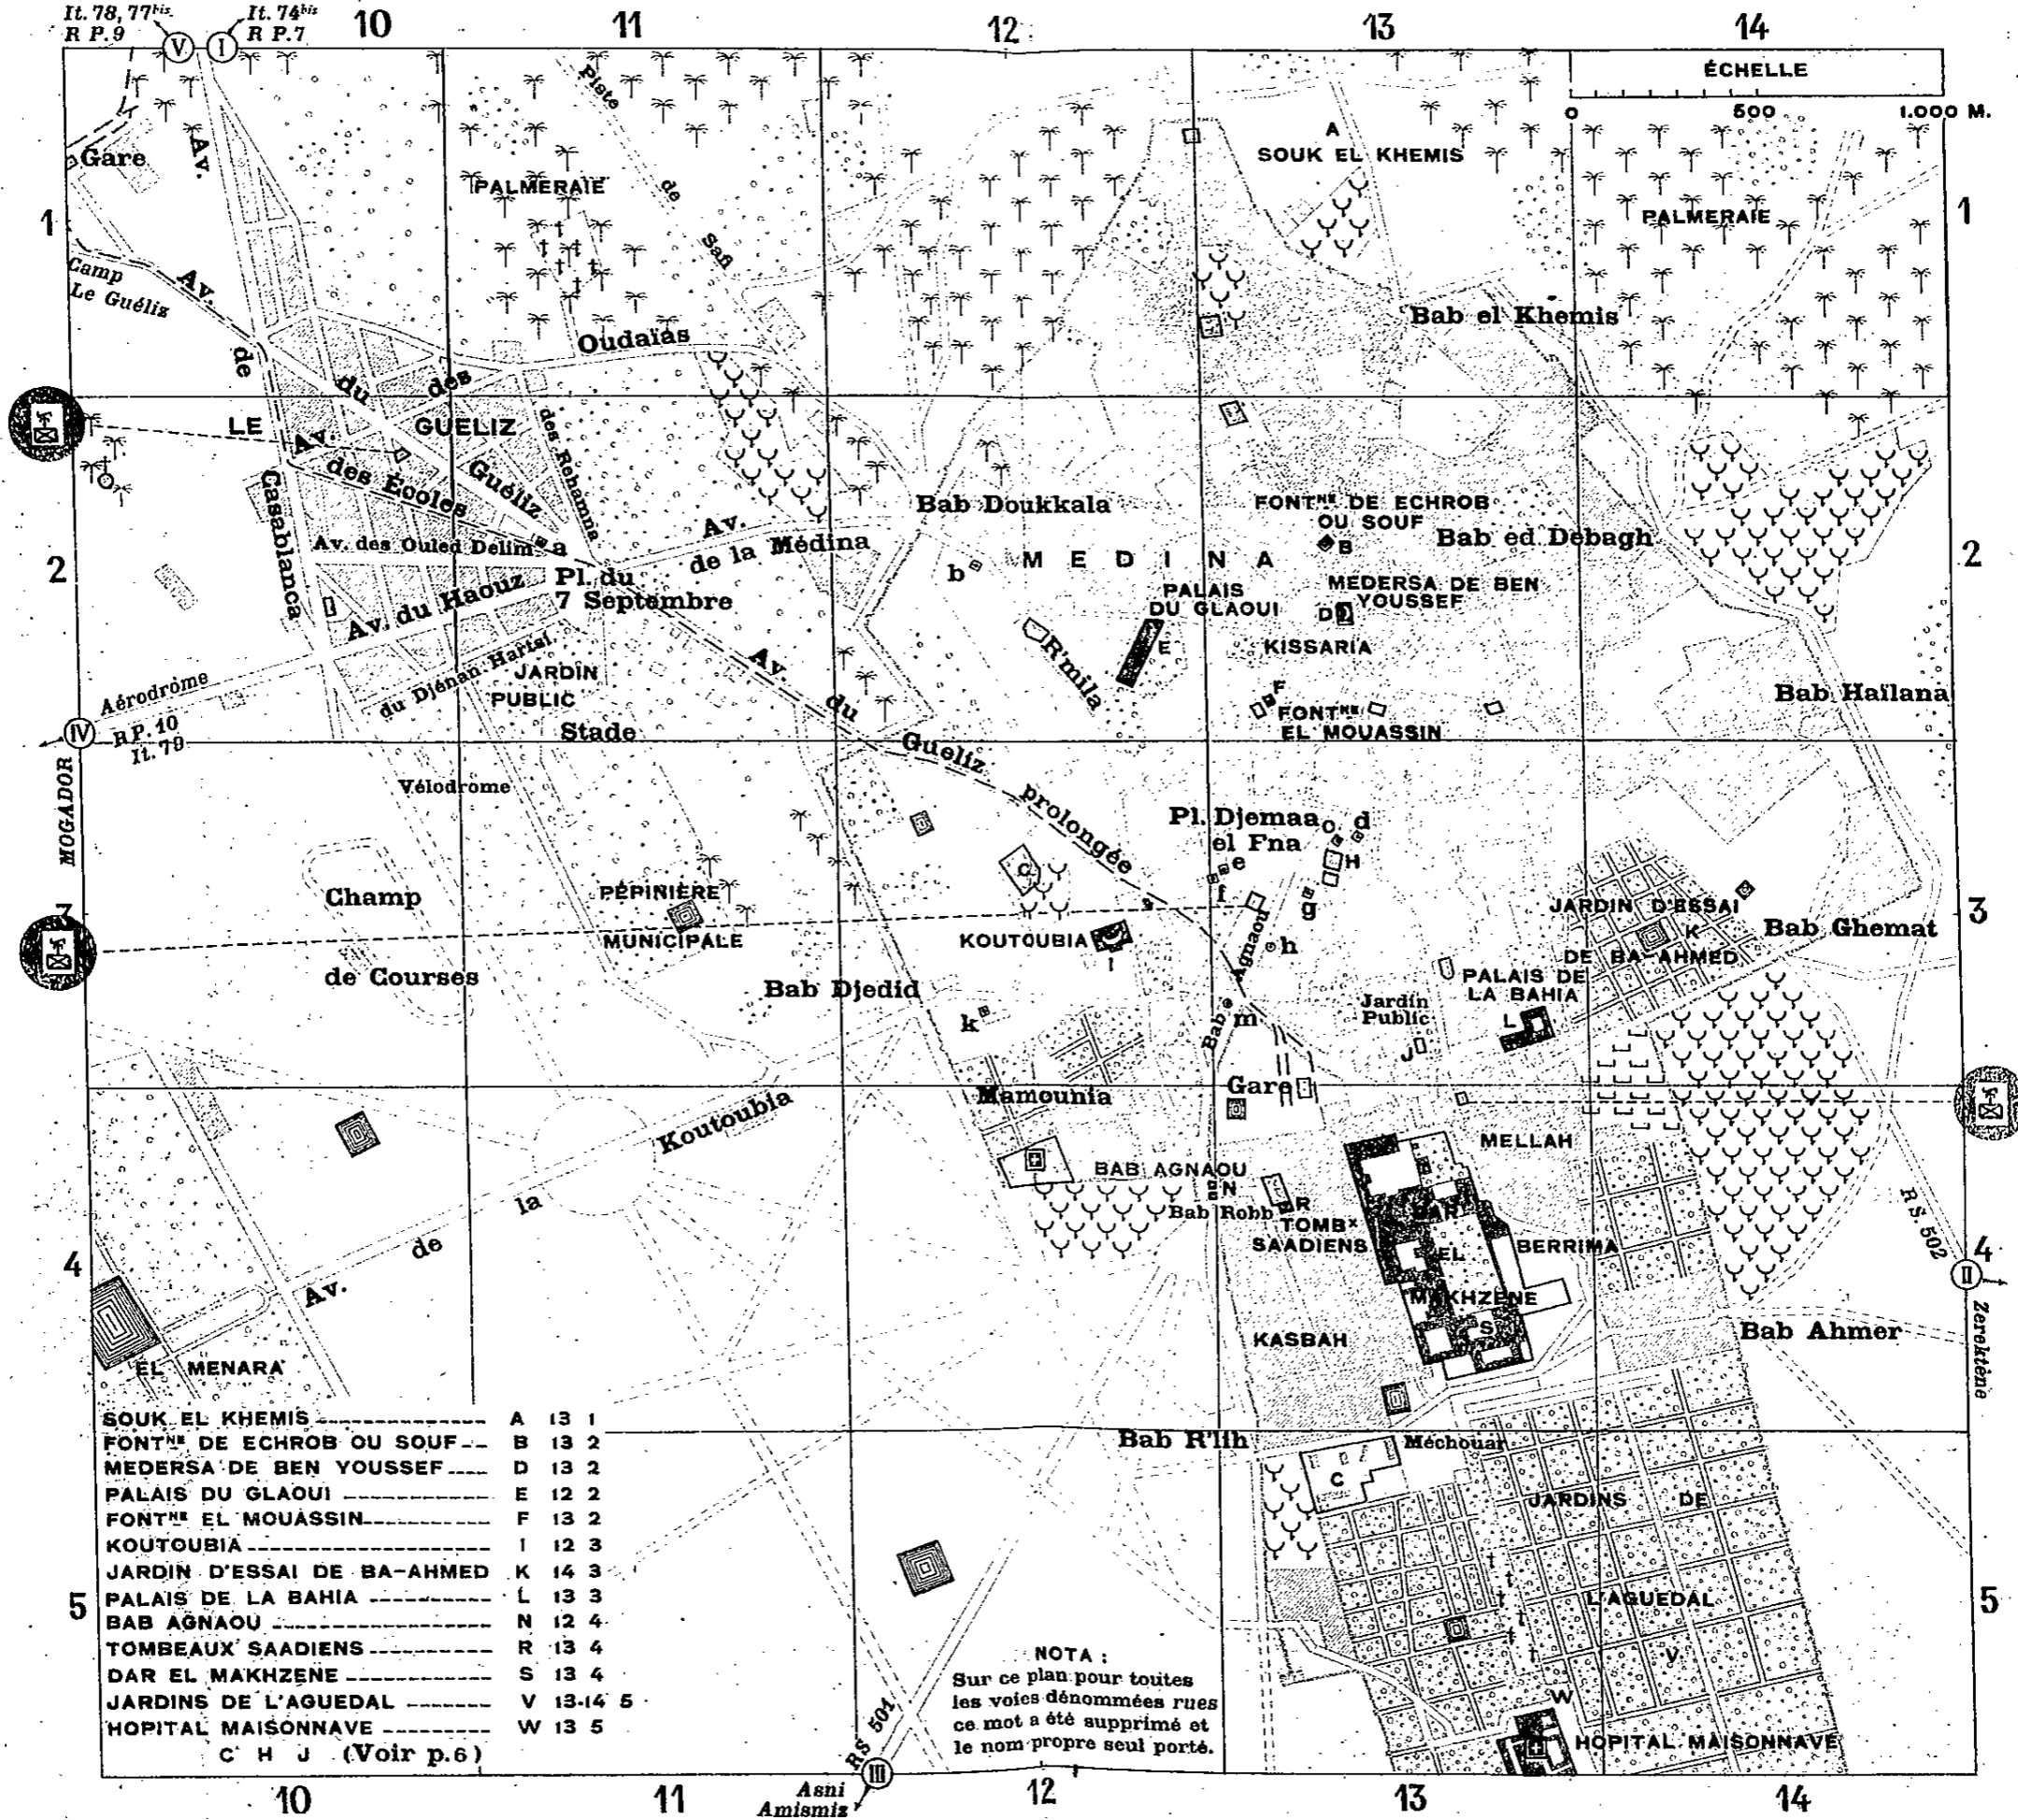 It. 78, 77bis
R P.9
V
I
It. 74bis
R P.7
10
11
12
13
14
ÉCHELLE
0 500 1.000 M.
Piste
de
Safi
Gare
Av.
A
SOUK EL KHEMIS
PALMERAIE
PALMERAIE
1
1
Camp
Le Guéliz
Av.
Bab el Khemis
Oudaïas
de
du
des
LE
GUELIZ
Av.
des Écoles
Guéliz
des Rehamna
Casablanca
Bab Doukkala
FONTNE DE ECHROB
OU SOUF
B
Bab ed Debagh
Av.
de la Médina
Av. des Ouled Delim
a
MEDINA
2
2
b
Pl. du
7 Septembre
Av. du Haouz
PALAIS
DU GLAOUI
E
MEDERSA DE BEN
YOUSSEF
D
KISSARIA
R'mila
du Djénan Hartsi
JARDIN
PUBLIC
Av.
du
Guéliz
prolongée
Aérodrome
Bab Haïlana
F
FONTNE
EL MOUASSIN
Stade
IV
RP. 10
It. 79
MOGADOR
Vélodrome
Pl. Djemaa
el Fna
d
e
H
f
g
h
C
Champ
de Courses
PÉPINIÈRE
MUNICIPALE
3
3
KOUTOUBIA
I
Bab Agnaou
JARDIN D'ESSAI
DE BA-AHMED
K
Bab Ghemat
Bab Djedid
PALAIS DE
LA BAHIA
L
Jardin
Public
J
k
m
Mamounia
Gare
Koutoubia
MELLAH
BAB AGNAOU
N
Bab Robb
R
TOMBX
SAADIENS
DAR
EL
MAKHZENE
S
BERRIMA
la
de
Av.
R.S. 502
4
4
II
Zerektène
KASBAH
Bab Ahmer
EL MENARA
SOUK EL KHEMIS A 13 1
FONTNE DE ECHROB OU SOUF B 13 2
MEDERSA DE BEN YOUSSEF D 13 2
PALAIS DU GLAOUI E 12 2
FONTNE EL MOUASSIN F 13 2
KOUTOUBIA I 12 3
JARDIN D'ESSAI DE BA-AHMED K 14 3
PALAIS DE LA BAHIA L 13 3
BAB AGNAOU N 12 4
TOMBEAUX SAADIENS R 13 4
DAR EL MAKHZENE S 13 4
JARDINS DE L'AGUEDAL V 13-14 5
HOPITAL MAISONNAVE W 13 5
C H J (Voir p.6)
Bab R'lih
Méchouar
C
JARDINS DE
L'AGUEDAL
V
5
5
W
HOPITAL MAISONNAVE
NOTA :
Sur ce plan pour toutes
les voies dénommées rues
ce mot a été supprimé et
le nom propre seul porté.
RS 501
III
Asni
Amismiz
10
11
12
13
14